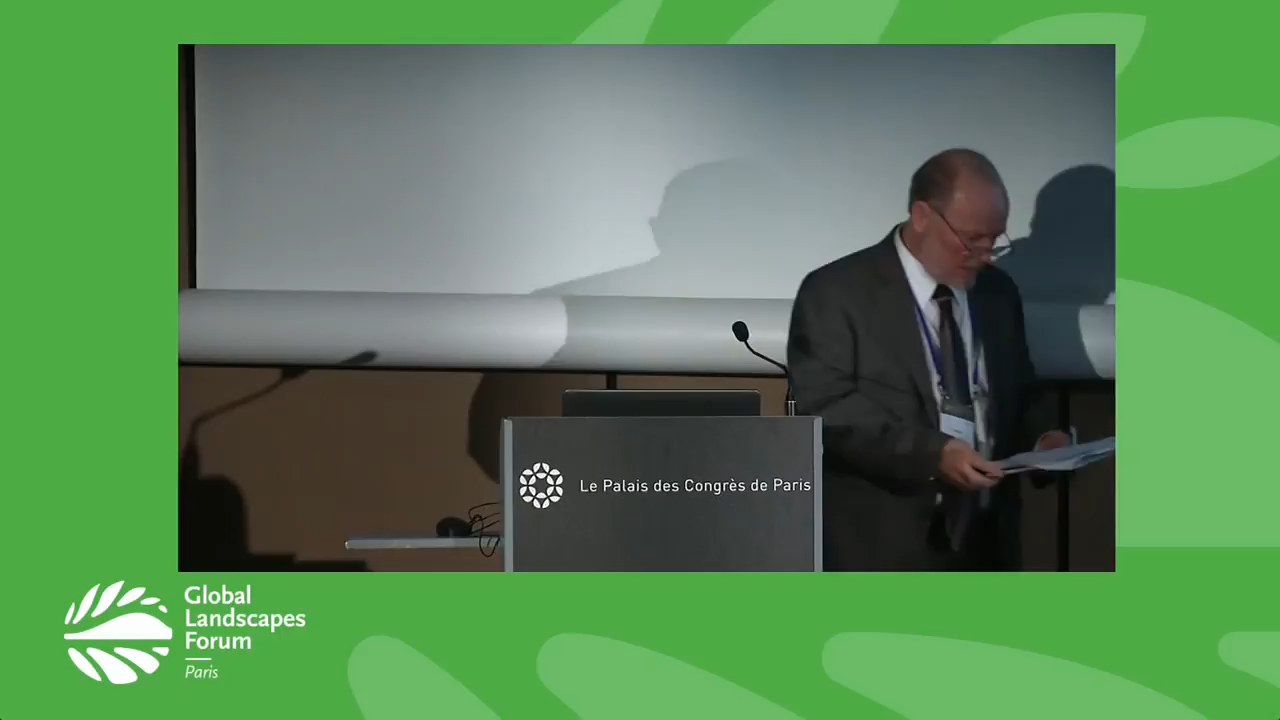 Le Palais des Congrès de Paris
Global
Landscapes
Forum
Paris